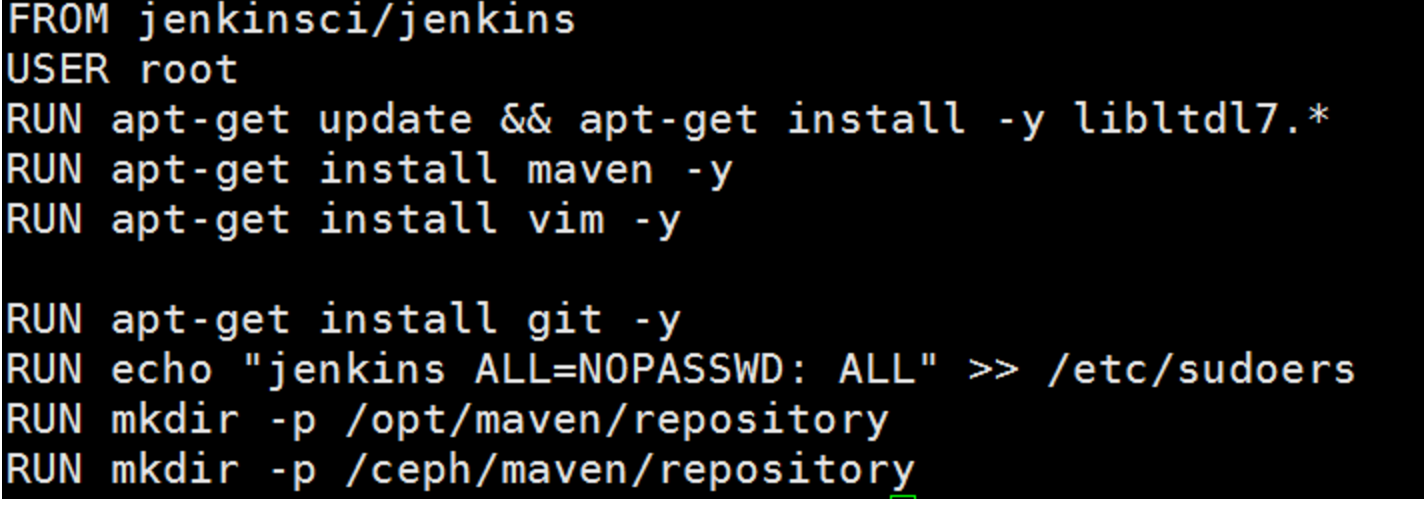 FROM jenkinsci/jenkins
USER root
RUN apt-get update && apt-get install -y libltdl7.*
RUN apt-get install maven -y
RUN apt-get install vim -y
RUN apt-get install git -y
RUN echo "jenkins ALL=NOPASSWD: ALL" >> /etc/sudoers
RUN mkdir -p /opt/maven/repository
RUN mkdir -p /ceph/maven/repository